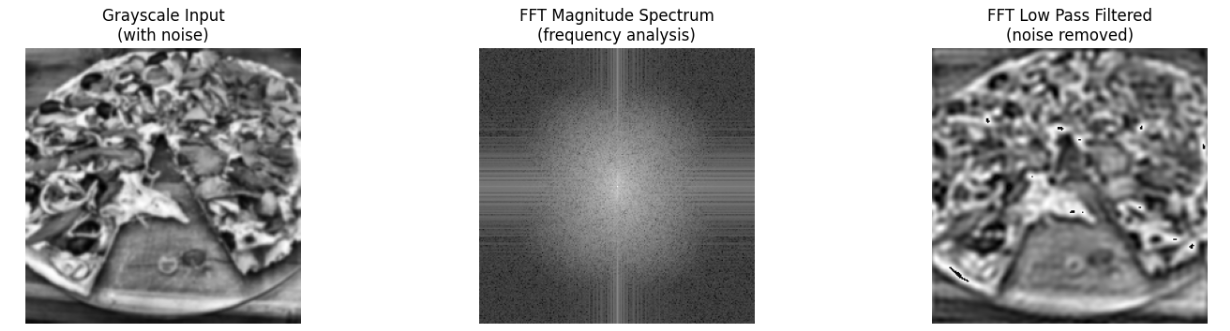 Grayscale Input
(with noise)
FFT Magnitude Spectrum
(frequency analysis)
FFT Low Pass Filtered
(noise removed)